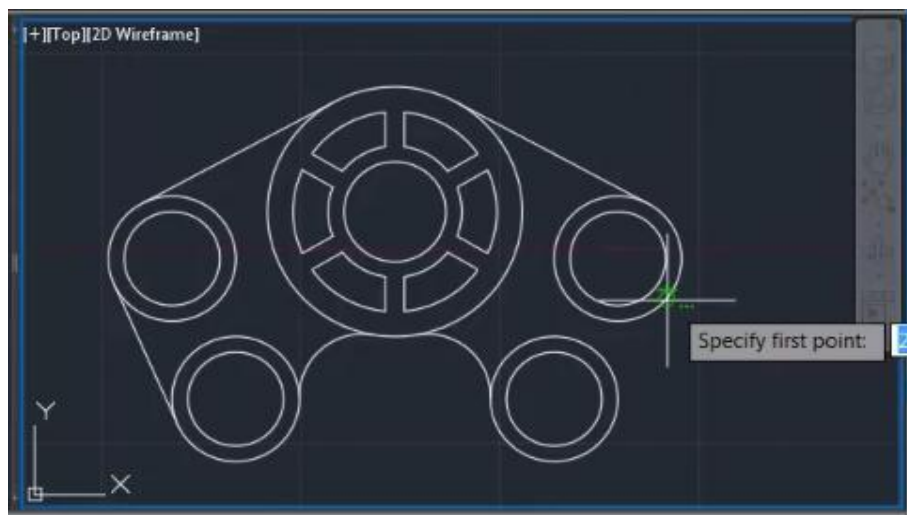 [+][Top][2D Wireframe]
Specify first point:
Y
X